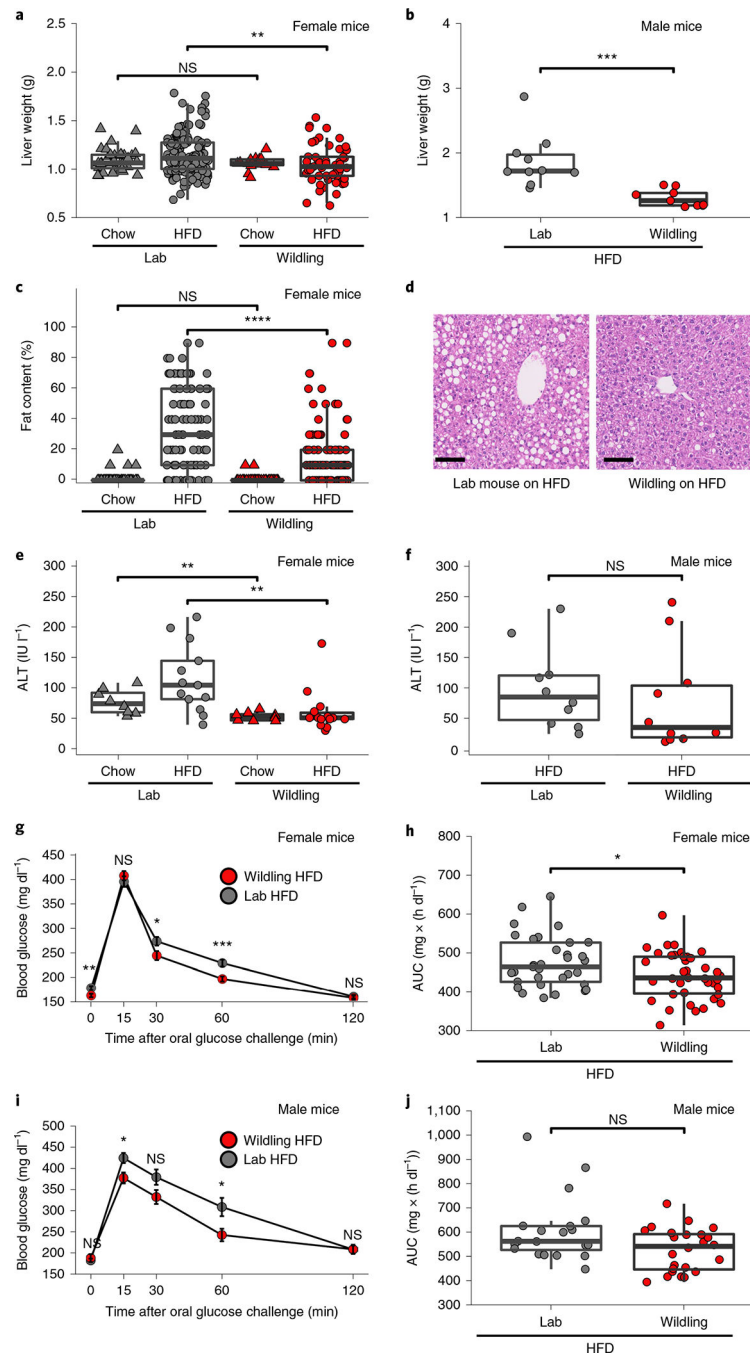 a
Female mice
**
NS
Liver weight (g)
2.5
2.0
1.5
1.0
0.5
Chow HFD Chow HFD
Lab Wildling
b
Male mice
***
Liver weight (g)
4
3
2
1
Lab Wildling
HFD
c
NS
Female mice
****
Fat content (%)
100
80
60
40
20
0
Chow HFD Chow HFD
Lab Wildling
d
Lab mouse on HFD Wildling on HFD
e
Female mice
**
**
ALT (IU l⁻¹)
300
250
200
150
100
50
0
Chow HFD Chow HFD
Lab Wildling
f
Male mice
NS
ALT (IU l⁻¹)
300
250
200
150
100
50
0
HFD HFD
Lab Wildling
g
Female mice
Blood glucose (mg dl⁻¹)
450
400
350
300
250
200
150
** NS * *** NS
Wildling HFD
Lab HFD
0 15 30 60 120
Time after oral glucose challenge (min)
h
Female mice
*
AUC (mg × (h dl⁻¹))
800
700
600
500
400
300
Lab Wildling
HFD
i
Male mice
Blood glucose (mg dl⁻¹)
500
450
400
350
300
250
200
150
NS * NS * NS
Wildling HFD
Lab HFD
0 15 30 60 120
Time after oral glucose challenge (min)
j
Male mice
NS
AUC (mg × (h dl⁻¹))
1,100
1,000
900
800
700
600
500
400
300
Lab Wildling
HFD